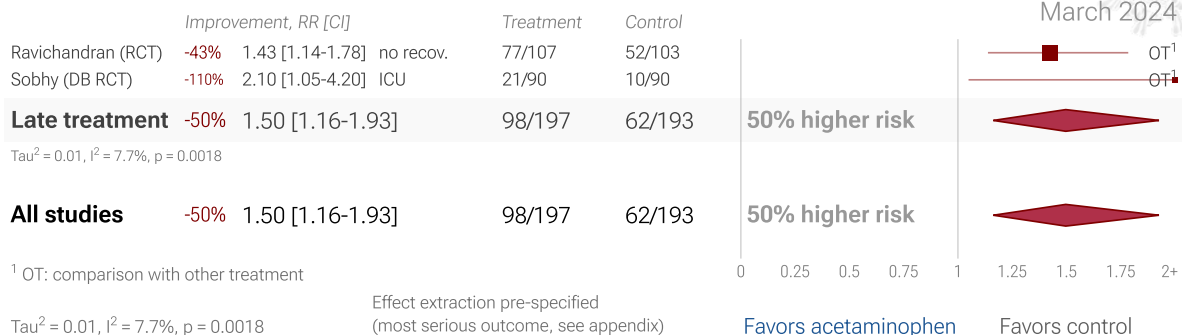 March 2024
Improvement, RR [CI] Treatment Control
Ravichandran (RCT) -43% 1.43 [1.14-1.78] no recov. 77/107 52/103 OT¹
Sobhy (DB RCT) -110% 2.10 [1.05-4.20] ICU 21/90 10/90 OT¹
Late treatment -50% 1.50 [1.16-1.93] 98/197 62/193 50% higher risk
Tau² = 0.01, I² = 7.7%, p = 0.0018
All studies -50% 1.50 [1.16-1.93] 98/197 62/193 50% higher risk
0 0.25 0.5 0.75 1 1.25 1.5 1.75 2+
¹ OT: comparison with other treatment
Effect extraction pre-specified
Tau² = 0.01, I² = 7.7%, p = 0.0018 (most serious outcome, see appendix) Favors acetaminophen Favors control